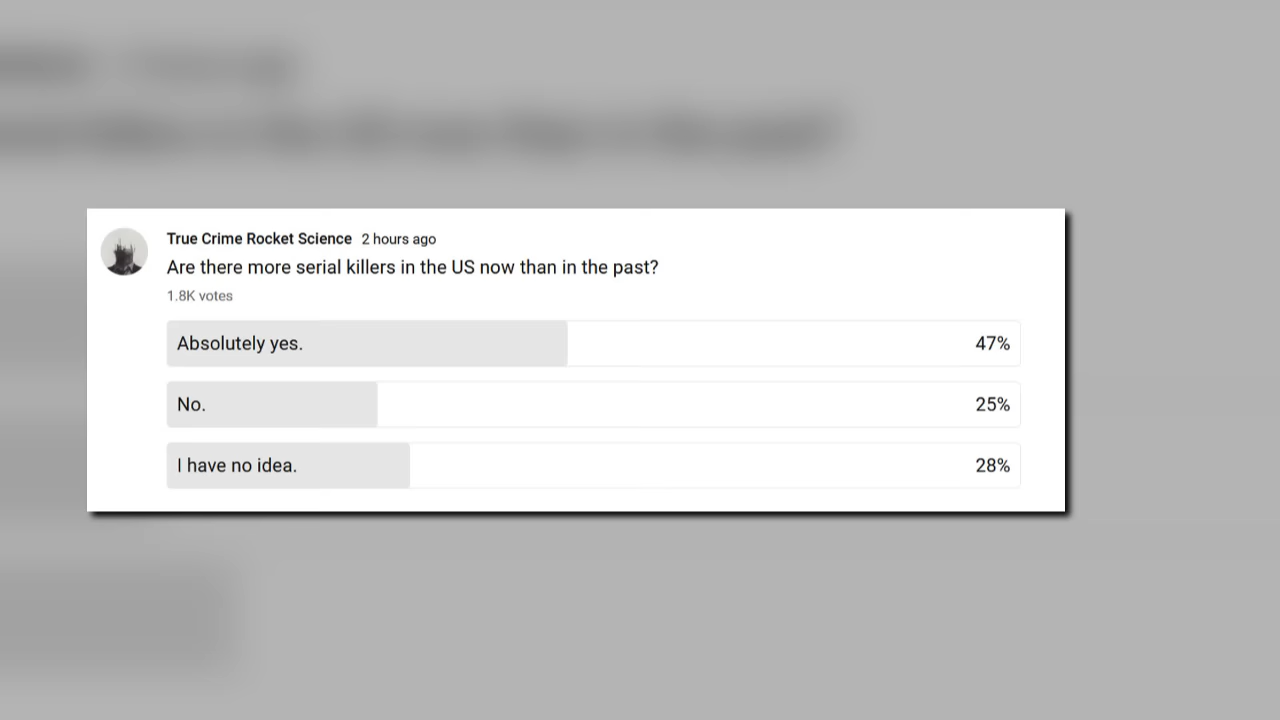 True Crime Rocket Science 2 hours ago
Are there more serial killers in the US now than in the past?
1.8K votes
Absolutely yes. 47%
No. 25%
I have no idea. 28%